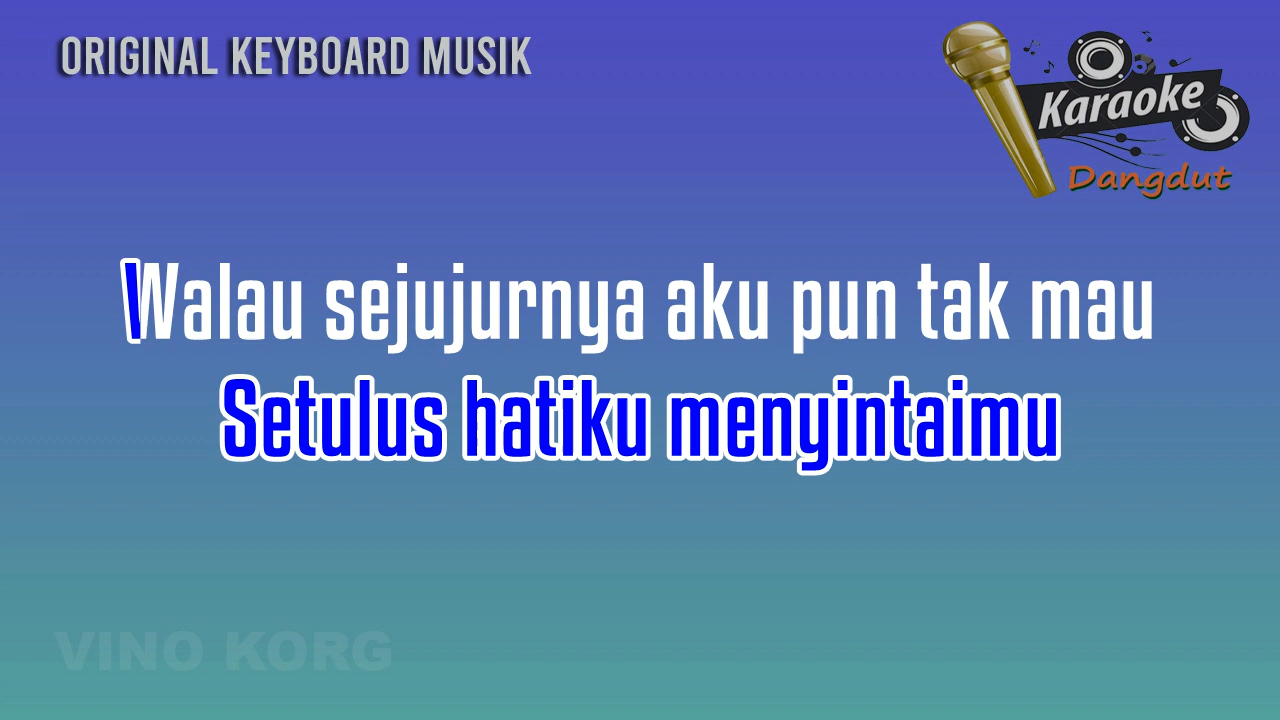 ORIGINAL KEYBOARD MUSIK
Karaoke
Dangdut
Walau sejujurnya aku pun tak mau
Setulus hatiku menyintaimu
VINO KORG